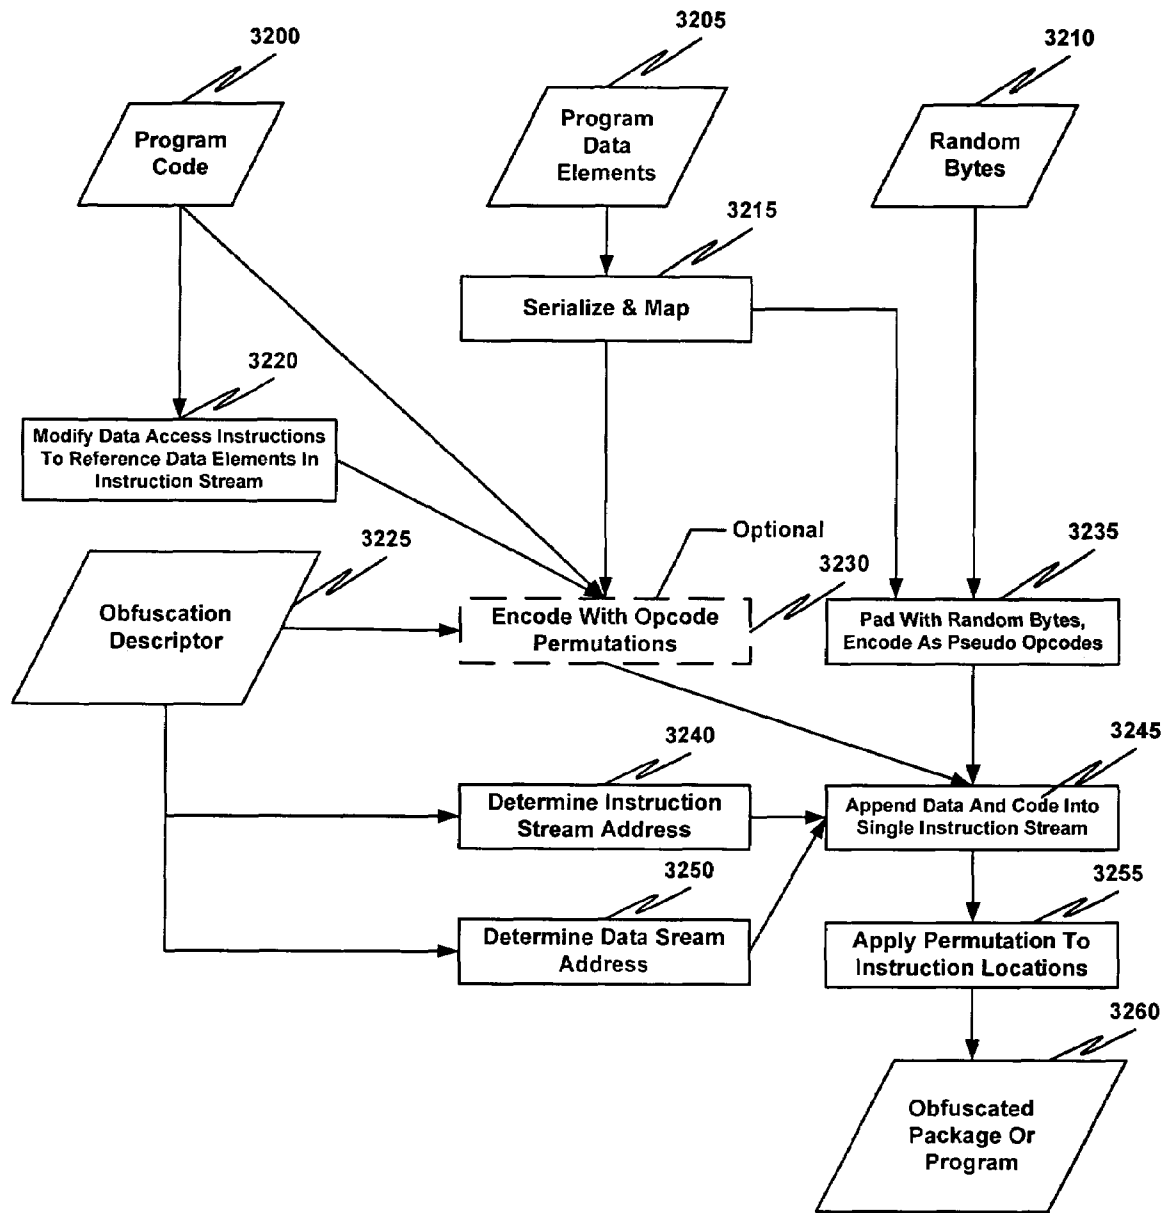 3200
3205
3210
Program
Code
Program
Data
Elements
Random
Bytes
3215
Serialize & Map
3220
Modify Data Access Instructions
To Reference Data Elements In
Instruction Stream
3225
Optional
3235
3230
Obfuscation
Descriptor
Encode With Opcode
Permutations
Pad With Random Bytes,
Encode As Pseudo Opcodes
3240
3245
Determine Instruction
Stream Address
Append Data And Code Into
Single Instruction Stream
3250
3255
Determine Data Sream
Address
Apply Permutation To
Instruction Locations
3260
Obfuscated
Package Or
Program